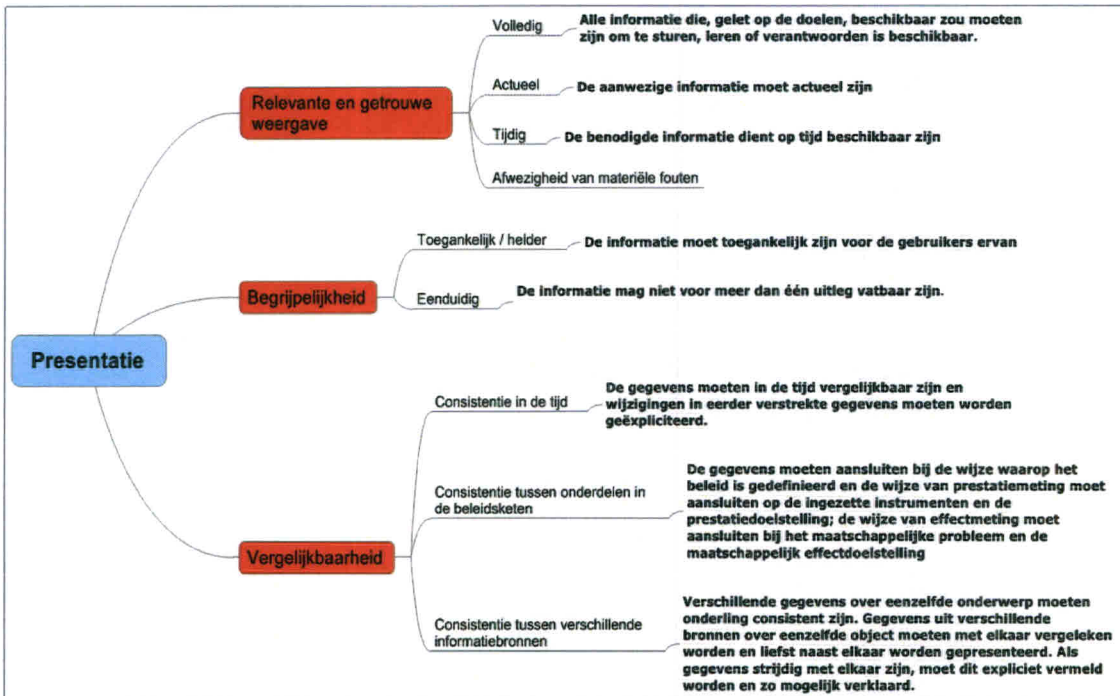 Presentatie
Relevante en getrouwe
weergave
Volledig
Alle informatie die, gelet op de doelen, beschikbaar zou moeten
zijn om te sturen, leren of verantwoorden is beschikbaar.
Actueel
De aanwezige informatie moet actueel zijn
Tijdig
De benodigde informatie dient op tijd beschikbaar zijn
Afwezigheid van materiële fouten
Begrijpelijkheid
Toegankelijk / helder
De informatie moet toegankelijk zijn voor de gebruikers ervan
Eenduidig
De informatie mag niet voor meer dan één uitleg vatbaar zijn.
Vergelijkbaarheid
Consistentie in de tijd
De gegevens moeten in de tijd vergelijkbaar zijn en
wijzigingen in eerder verstrekte gegevens moeten worden
geëxpliciteerd.
Consistentie tussen onderdelen in
de beleidsketen
De gegevens moeten aansluiten bij de wijze waarop het
beleid is gedefinieerd en de wijze van prestatiemeting moet
aansluiten op de ingezette instrumenten en de
prestatiedoelstelling; de wijze van effectmeting moet
aansluiten bij het maatschappelijke probleem en de
maatschappelijk effectdoelstelling
Consistentie tussen verschillende
informatiebronnen
Verschillende gegevens over eenzelfde onderwerp moeten
onderling consistent zijn. Gegevens uit verschillende
bronnen over eenzelfde object moeten met elkaar vergeleken
worden en liefst naast elkaar worden gepresenteerd. Als
gegevens strijdig met elkaar zijn, moet dit expliciet vermeld
worden en zo mogelijk verklaard.